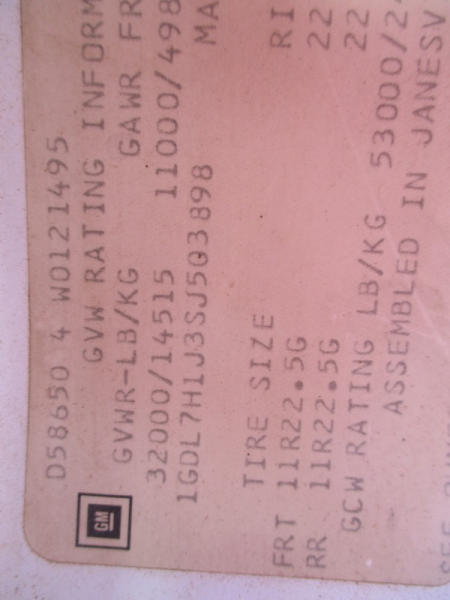 D58650 4 W0121495
GVW RATING INFORM
GVWR-LB/KG GAWR FR
32000/14515 11000/498
1GDL7H1J3SJ503898 MA
GM
TIRE SIZE RI
FRT 11R22.5G 22
RR 11R22.5G 22
GCW RATING LB/KG 53000/24
ASSEMBLED IN JANESV